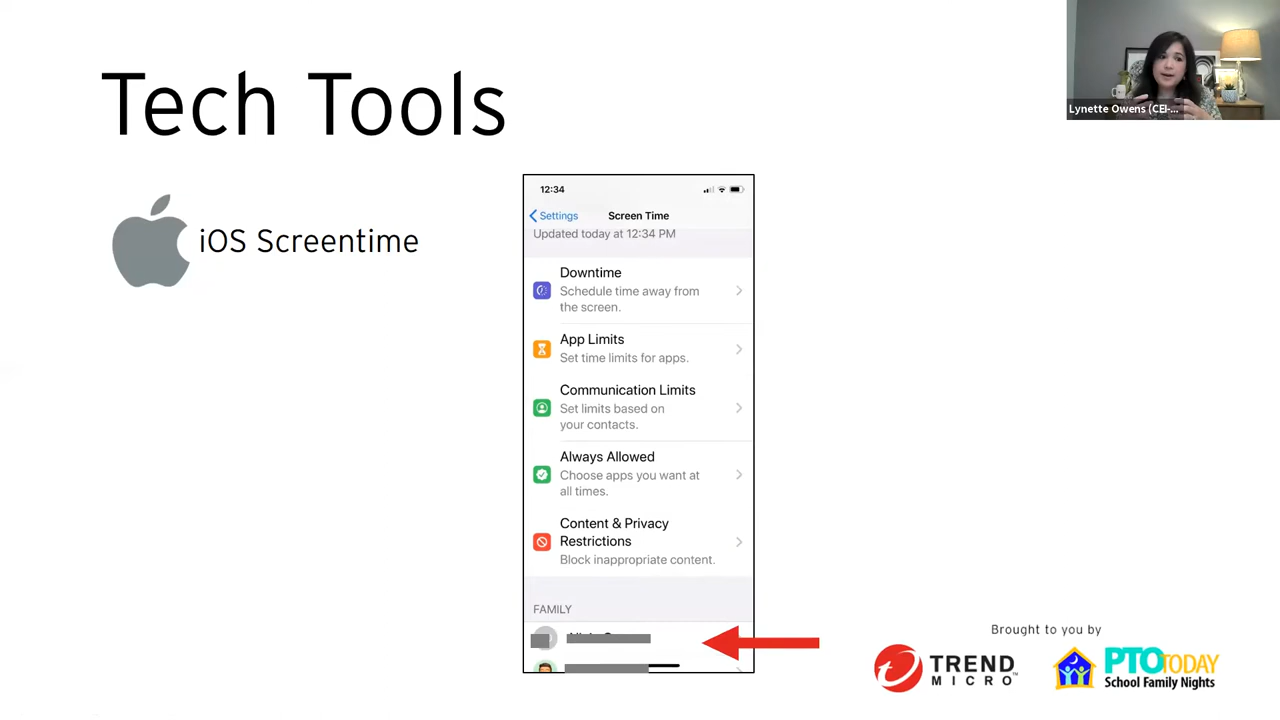 Tech Tools
Lynette Owens (CEI-...
iOS Screentime
12:34
Settings
Screen Time
Updated today at 12:34 PM
Downtime
Schedule time away from
the screen.
App Limits
Set time limits for apps.
Communication Limits
Set limits based on
your contacts.
Always Allowed
Choose apps you want at
all times.
Content & Privacy
Restrictions
Block inappropriate content.
FAMILY
Brought to you by
TREND
MICRO™
PTOTODAY
School Family Nights